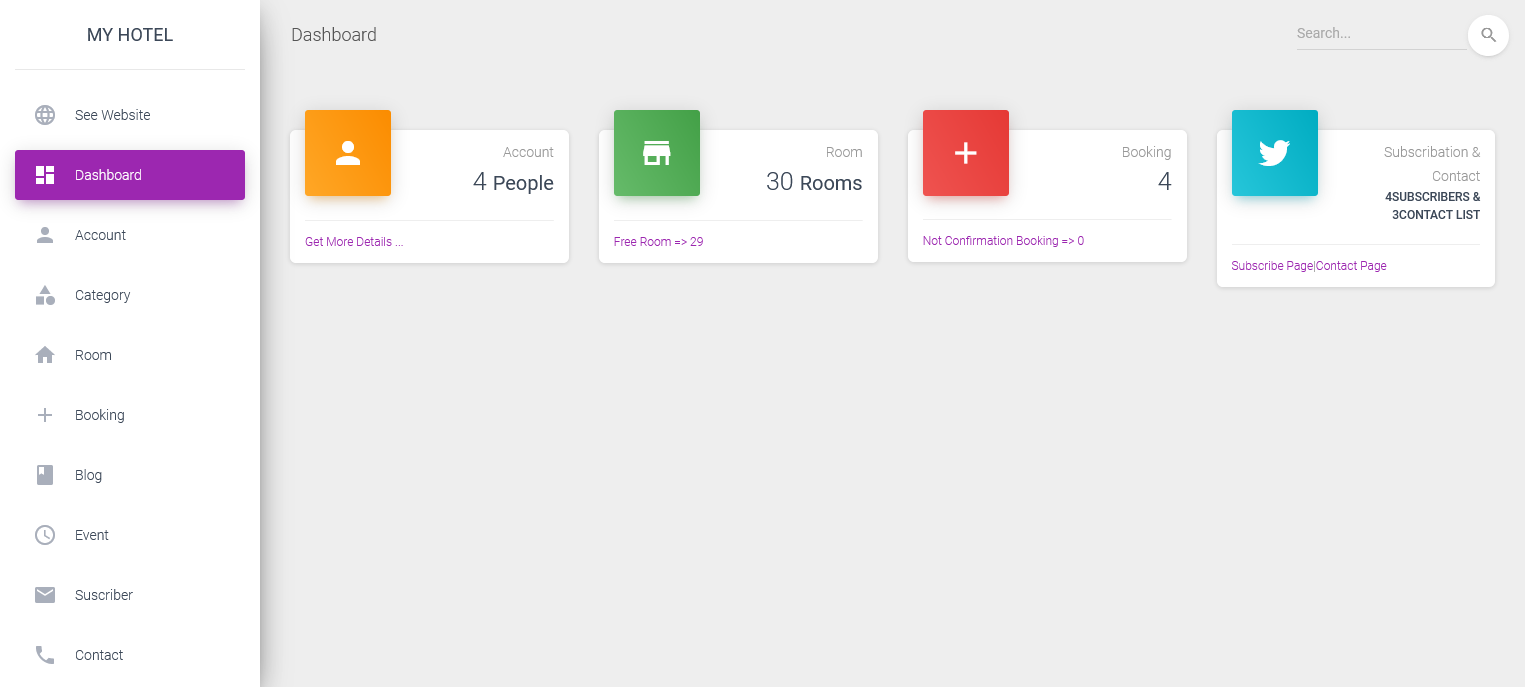 MY HOTEL
See Website
Dashboard
Account
Category
Room
Booking
Blog
Event
Suscriber
Contact
Dashboard
Search...
Account
4 People
Get More Details ...
Room
30 Rooms
Free Room => 29
Booking
4
Not Confirmation Booking => 0
Subscribation &
Contact
4SUBSCRIBERS &
3CONTACT LIST
Subscribe Page|Contact Page